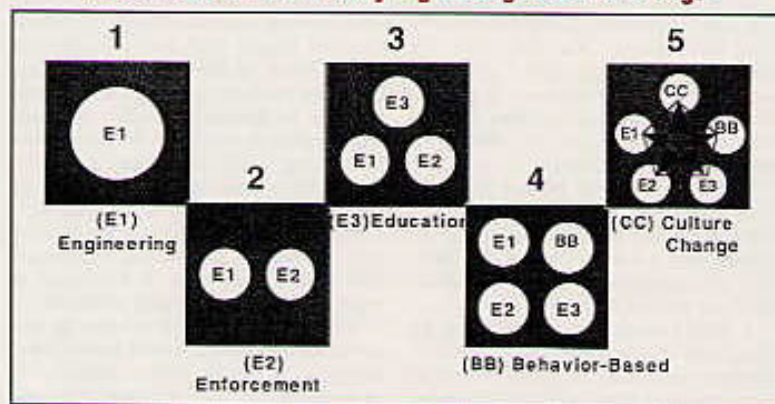 1
E1
(E1)
Engineering
2
E1 E2
(E2)
Enforcement
3
E3
E1 E2
(E3)Education
4
E1 BB
E2 E3
(BB) Behavior-Based
5
CC
E1 BB
E2 E3
(CC) Culture
Change